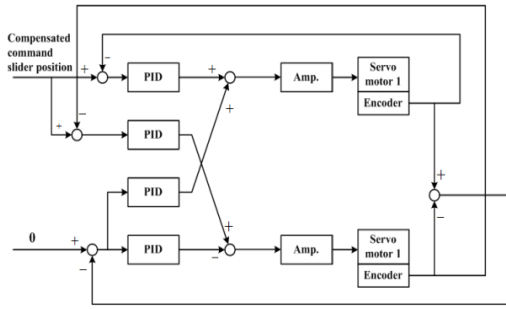 Compensated
command
slider position
+
−
PID
+
Amp.
Servo
motor 1
Encoder
−
+
PID
+
+
PID
+
−
0
+
−
PID
+
−
Amp.
Servo
motor 1
Encoder